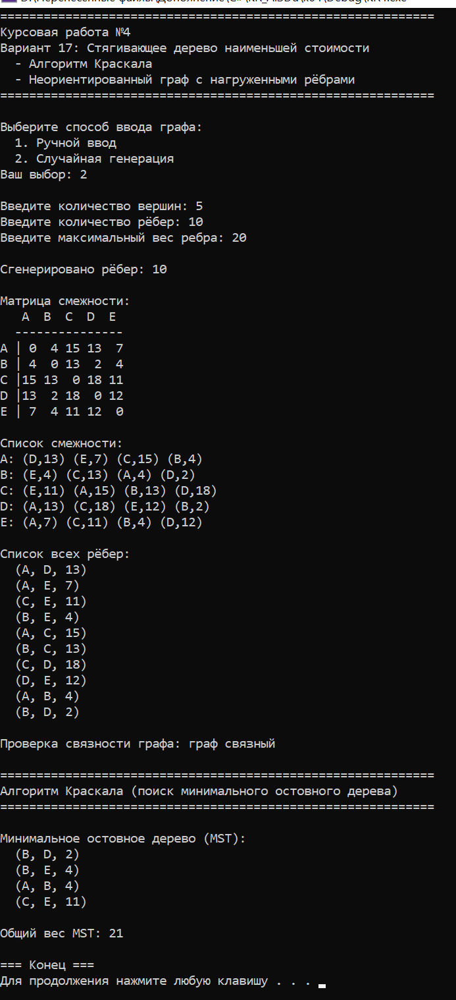 ============================================================
Курсовая работа №4
Вариант 17: Стягивающее дерево наименьшей стоимости
  - Алгоритм Краскала
  - Неориентированный граф с нагруженными рёбрами
============================================================

Выберите способ ввода графа:
  1. Ручной ввод
  2. Случайная генерация
Ваш выбор: 2

Введите количество вершин: 5
Введите количество рёбер: 10
Введите максимальный вес ребра: 20

Сгенерировано рёбер: 10

Матрица смежности:
   A  B  C  D  E
  ---------------
A | 0  4 15 13  7
B | 4  0 13  2  4
C |15 13  0 18 11
D |13  2 18  0 12
E | 7  4 11 12  0

Список смежности:
A: (D,13) (E,7) (C,15) (B,4)
B: (E,4) (C,13) (A,4) (D,2)
C: (E,11) (A,15) (B,13) (D,18)
D: (A,13) (C,18) (E,12) (B,2)
E: (A,7) (C,11) (B,4) (D,12)

Список всех рёбер:
  (A, D, 13)
  (A, E, 7)
  (C, E, 11)
  (B, E, 4)
  (A, C, 15)
  (B, C, 13)
  (C, D, 18)
  (D, E, 12)
  (A, B, 4)
  (B, D, 2)

Проверка связности графа: граф связный

============================================================
Алгоритм Краскала (поиск минимального остовного дерева)
============================================================

Минимальное остовное дерево (MST):
  (B, D, 2)
  (B, E, 4)
  (A, B, 4)
  (C, E, 11)

Общий вес MST: 21

=== Конец ===
Для продолжения нажмите любую клавишу . . .